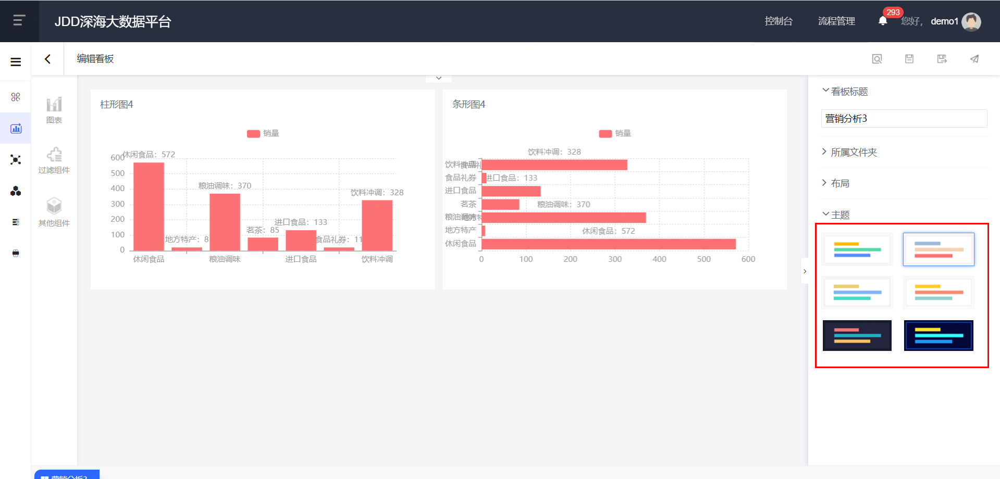 JDD深海大数据平台
控制台
流程管理
293
您好,
demo1
编辑看板
图表
过滤组件
其他组件
柱形图4
销量
600
500
400
300
200
100
0
休闲食品：572
地方特产：8
粮油调味：370
茗茶：85
进口食品：133
食品礼券：11
饮料冲调：328
休闲食品
粮油调味
进口食品
饮料冲调
条形图4
销量
饮料冲调：328
饮料冲调
食品礼券
进口食品：133
进口食品
茗茶
粮油调味：370
粮油调味
地方特产
休闲食品：572
休闲食品
0
100
200
300
400
500
600
看板标题
营销分析3
所属文件夹
布局
主题
营销分析3